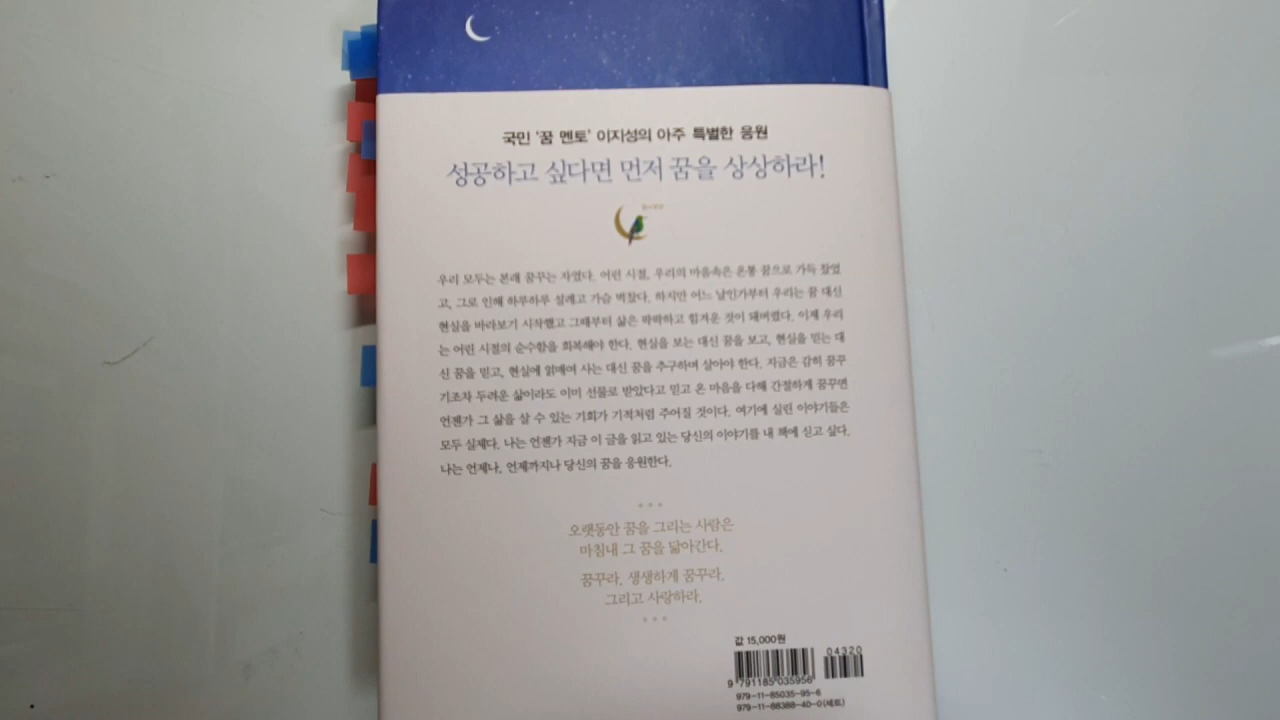 국민 '꿈 멘토' 이지성의 아주 특별한 응원
성공하고 싶다면 먼저 꿈을 상상하라!
우리 모두는 본래 꿈꾸는 자였다. 어린 시절, 우리의 마음속은 온통 꿈으로 가득 찼었
고, 그로 인해 하루하루 설레고 가슴 벅찼다. 하지만 어느 날인가부터 우리는 꿈 대신
현실을 바라보기 시작했고 그때부터 삶은 팍팍하고 힘겨운 것이 돼버렸다. 이제 우리
는 어린 시절의 순수함을 회복해야 한다. 현실을 보는 대신 꿈을 보고, 현실을 믿는 대
신 꿈을 믿고, 현실에 얽매여 사는 대신 꿈을 추구하며 살아야 한다. 지금은 감히 꿈꾸
기조차 두려운 삶이라도 이미 선물로 받았다고 믿고 온 마음을 다해 간절하게 꿈꾸면
언젠가 그 삶을 살 수 있는 기회가 기적처럼 주어질 것이다. 여기에 실린 이야기들은
모두 실제다. 나는 언젠가 지금 이 글을 읽고 있는 당신의 이야기를 내 책에 싣고 싶다.
나는 언제나, 언제까지나 당신의 꿈을 응원한다.
오랫동안 꿈을 그리는 사람은
마침내 그 꿈을 닮아간다.
꿈꾸라, 생생하게 꿈꾸라.
그리고 사랑하라.
값 15,000원
04320
9 791185 035956
979-11-85035-95-6
979-11-88388-40-0(세트)